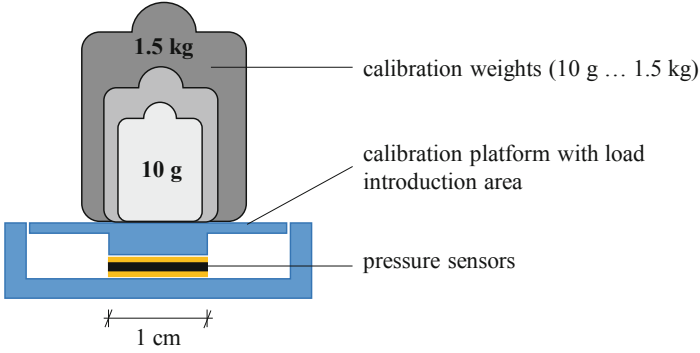 1.5 kg
calibration weights (10 g … 1.5 kg)
calibration platform with load
introduction area
10 g
pressure sensors
1 cm